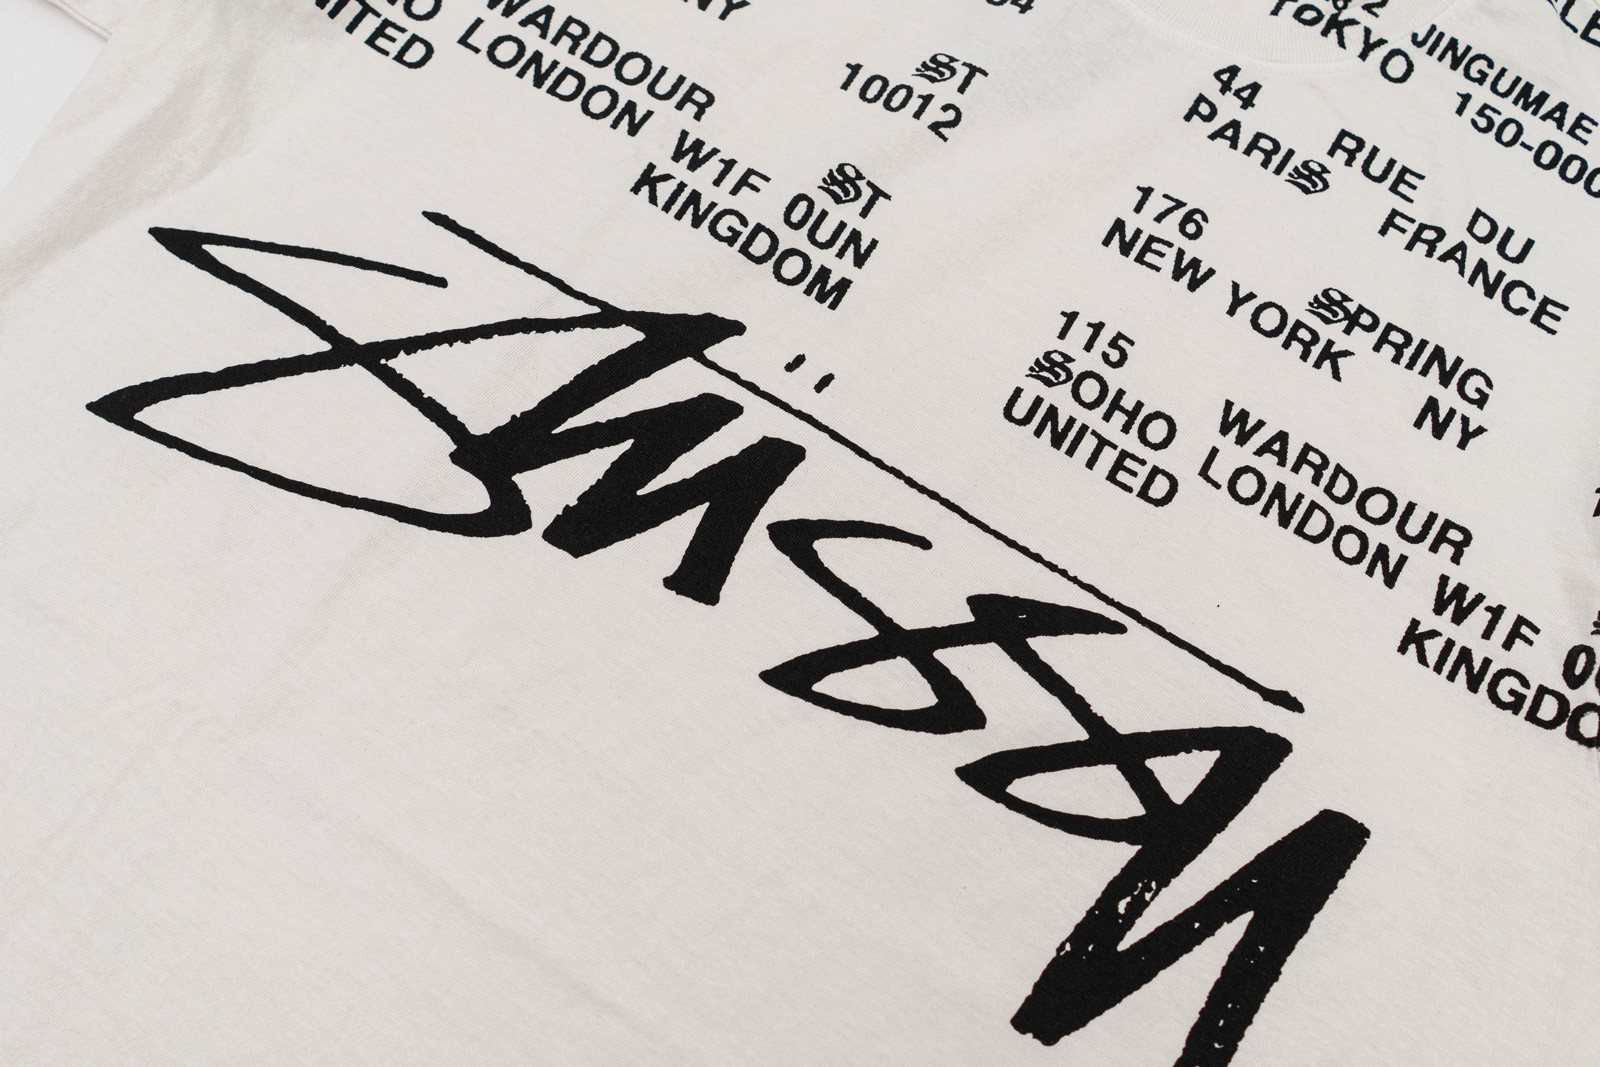 NY
WARDOUR ST
LONDON W1F 0UN
UNITED KINGDOM
ST
10012
JINGUMAE
TOKYO 150-000
44 RUE DU
PARIS FRANCE
176 SPRING
NEW YORK NY
115 WARDOUR
SOHO LONDON W1F
UNITED
Stüssy